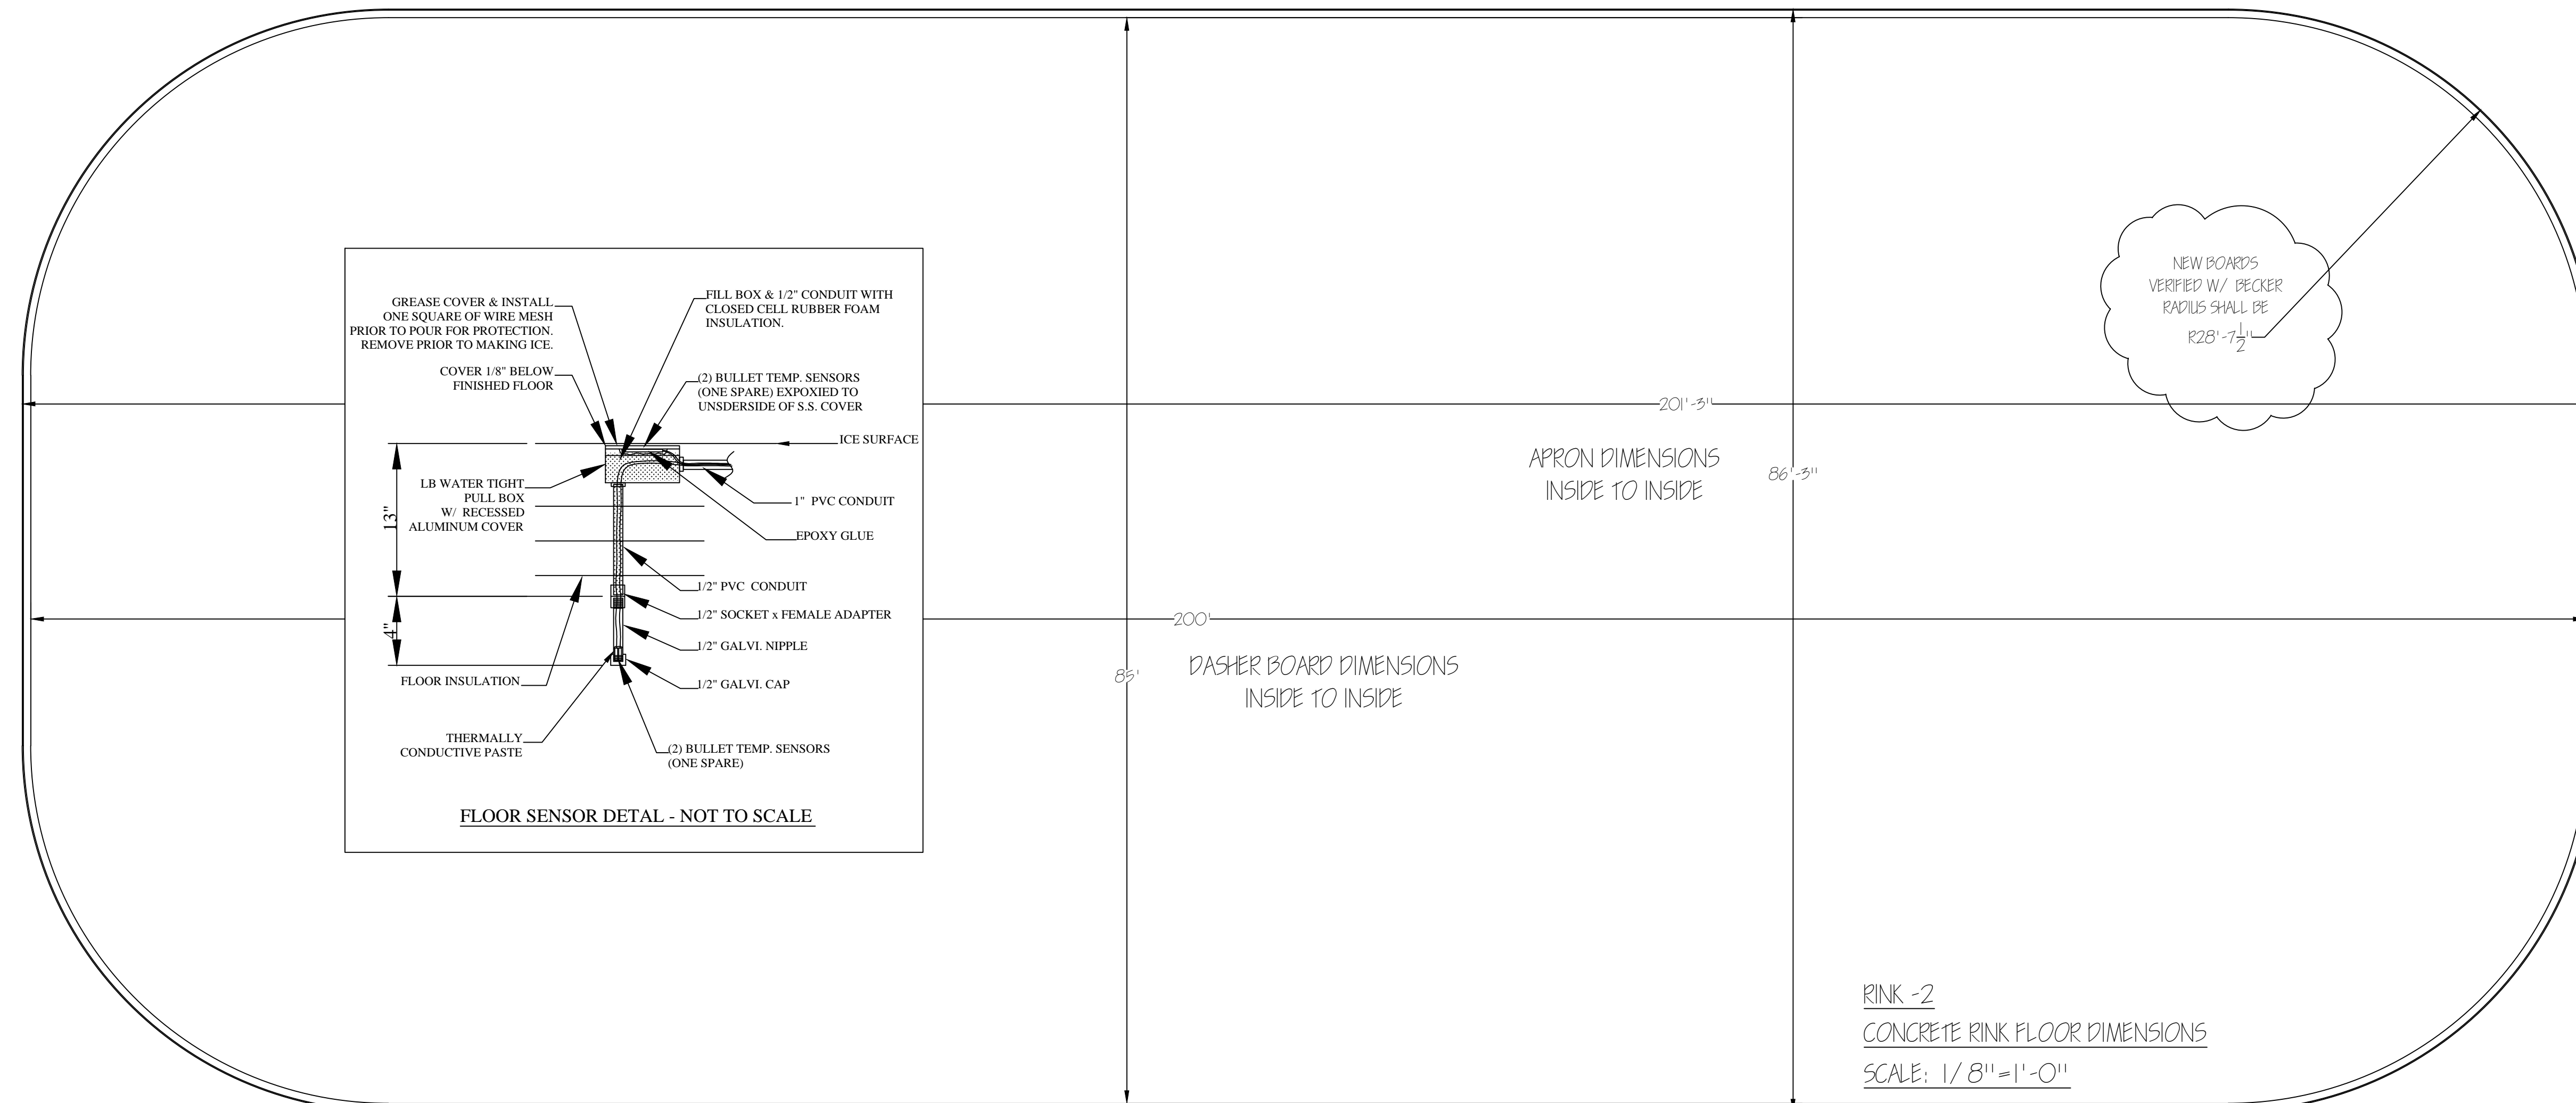 GREASE COVER & INSTALL
ONE SQUARE OF WIRE MESH
PRIOR TO POUR FOR PROTECTION.
REMOVE PRIOR TO MAKING ICE.
COVER 1/8" BELOW
FINISHED FLOOR
FILL BOX & 1/2" CONDUIT WITH
CLOSED CELL RUBBER FOAM
INSULATION.
(2) BULLET TEMP. SENSORS
(ONE SPARE) EXPOXIED TO
UNSDERSIDE OF S.S. COVER
ICE SURFACE
LB WATER TIGHT
PULL BOX
W/ RECESSED
ALUMINUM COVER
13"
1" PVC CONDUIT
EPOXY GLUE
1/2" PVC CONDUIT
1/2" SOCKET x FEMALE ADAPTER
4"
1/2" GALVI. NIPPLE
FLOOR INSULATION
1/2" GALVI. CAP
THERMALLY
CONDUCTIVE PASTE
(2) BULLET TEMP. SENSORS
(ONE SPARE)
FLOOR SENSOR DETAL - NOT TO SCALE
NEW BOARDS
VERIFIED W/ BECKER
RADIUS SHALL BE
R28'-7 1/2"
201'-3"
APRON DIMENSIONS
INSIDE TO INSIDE
86'-3"
200'
85'
DASHER BOARD DIMENSIONS
INSIDE TO INSIDE
RINK -2
CONCRETE RINK FLOOR DIMENSIONS
SCALE: 1/8"=1'-0"